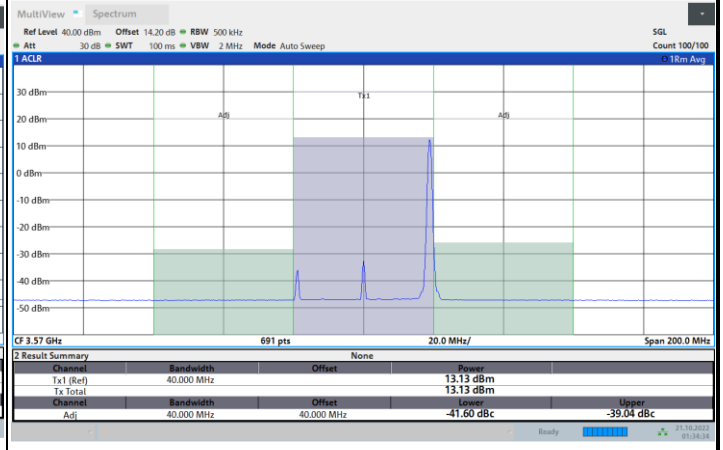 MultiView Spectrum
Ref Level 40.00 dBm Offset 14.20 dB RBW 500 kHz SGL
Att 30 dB SWT 100 ms VBW 2 MHz Mode Auto Sweep Count 100/100
1 ACLR 1Rm Avg
30 dBm
Tx1
20 dBm
Adj Adj
10 dBm
0 dBm
-10 dBm
-20 dBm
-30 dBm
-40 dBm
-50 dBm
CF 3.57 GHz 691 pts 20.0 MHz/ Span 200.0 MHz
2 Result Summary None
Channel Bandwidth Offset Power
Tx1 (Ref) 40.000 MHz 13.13 dBm
Tx Total 13.13 dBm
Channel Bandwidth Offset Lower Upper
Adj 40.000 MHz 40.000 MHz -41.60 dBc -39.04 dBc
Ready 21.10.2022
01:34:34